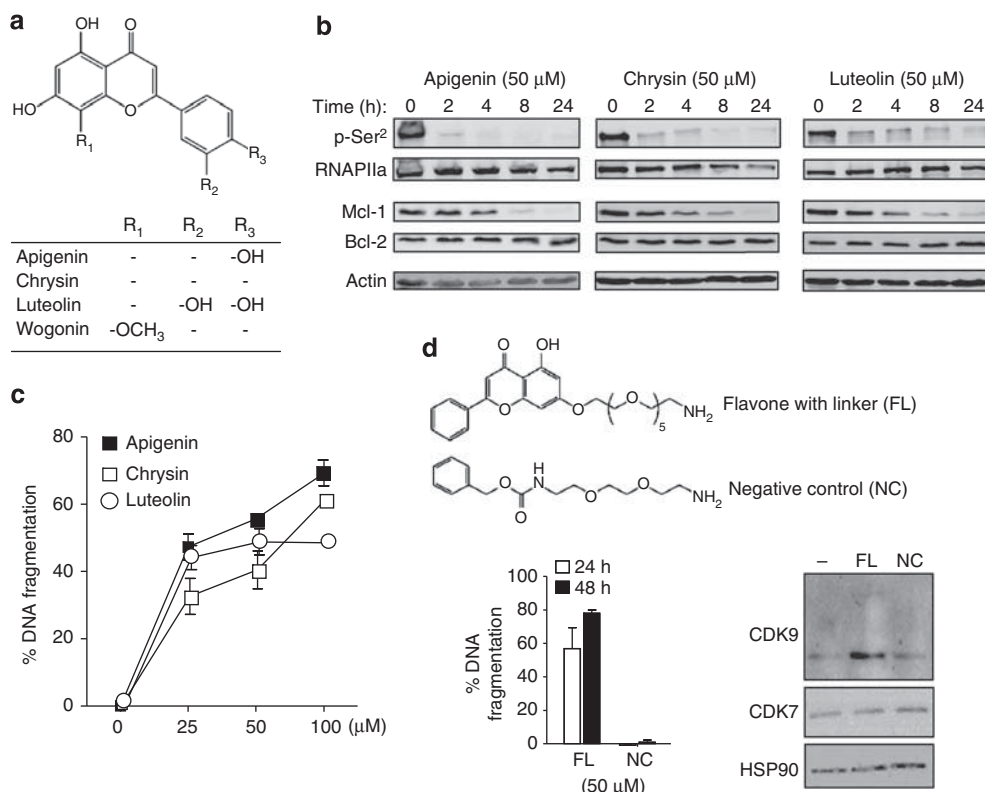 a
OH
O
HO
O
R1
R2
R3
R1 R2 R3
Apigenin - - -OH
Chrysin - - -
Luteolin - -OH -OH
Wogonin -OCH3 - -
b
Apigenin (50 μM) Chrysin (50 μM) Luteolin (50 μM)
Time (h): 0 2 4 8 24 0 2 4 8 24 0 2 4 8 24
p-Ser2
RNAPIIa
Mcl-1
Bcl-2
Actin
c
% DNA fragmentation
80
60
40
20
0
Apigenin
Chrysin
Luteolin
0 25 50 100 (μM)
d
O OH
O
O
O
5
NH2
Flavone with linker (FL)
O
O
H
N
O
O
NH2
Negative control (NC)
% DNA
fragmentation
100
80
60
40
20
0
24 h
48 h
FL NC
(50 μM)
– FL NC
CDK9
CDK7
HSP90